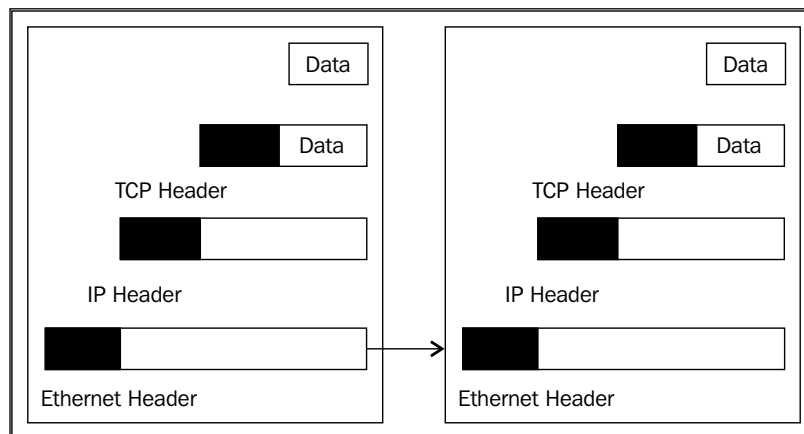 Data
Data
TCP Header
IP Header
Ethernet Header
Data
Data
TCP Header
IP Header
Ethernet Header